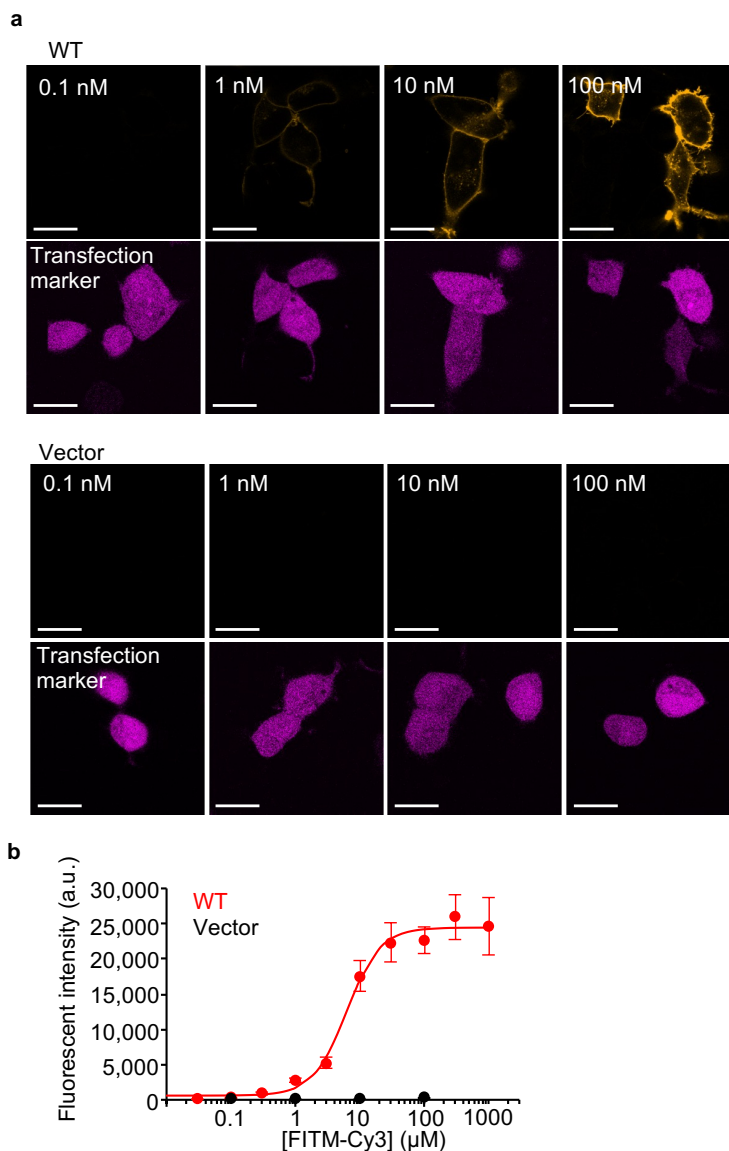 a
WT
0.1 nM
1 nM
10 nM
100 nM
Transfection
marker
Vector
0.1 nM
1 nM
10 nM
100 nM
Transfection
marker
b
Fluorescent intensity (a.u.)
30,000
25,000
20,000
15,000
10,000
5,000
0
WT
Vector
0.1 1 10 100 1000
[FITM-Cy3] (μM)